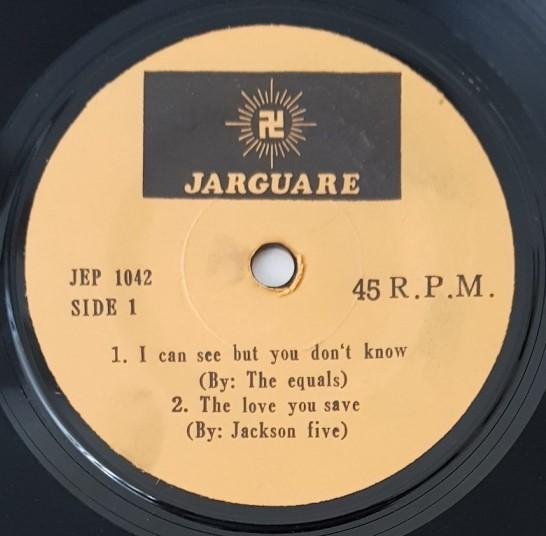 JARGUARE
JEP 1042
SIDE 1
45 R.P.M.
1. I can see but you don't know
(By: The equals)
2. The love you save
(By: Jackson five)